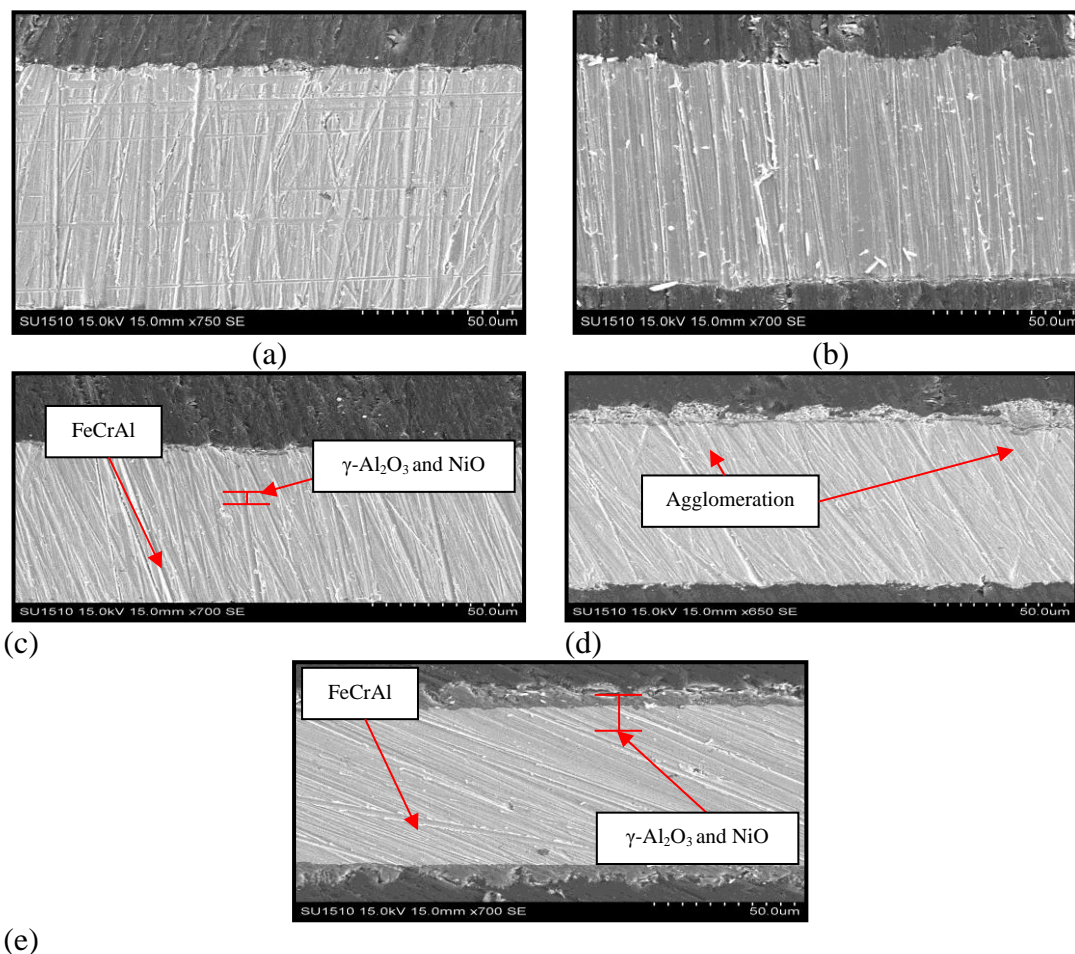 SU1510 15.0kV 15.0mm x750 SE 50.0um
SU1510 15.0kV 15.0mm x700 SE 50.0um
(a)
(b)
FeCrAl
γ-Al₂O₃ and NiO
SU1510 15.0kV 15.0mm x700 SE 50.0um
Agglomeration
SU1510 15.0kV 15.0mm x650 SE 50.0um
(c)
(d)
FeCrAl
γ-Al₂O₃ and NiO
SU1510 15.0kV 15.0mm x700 SE 50.0um
(e)